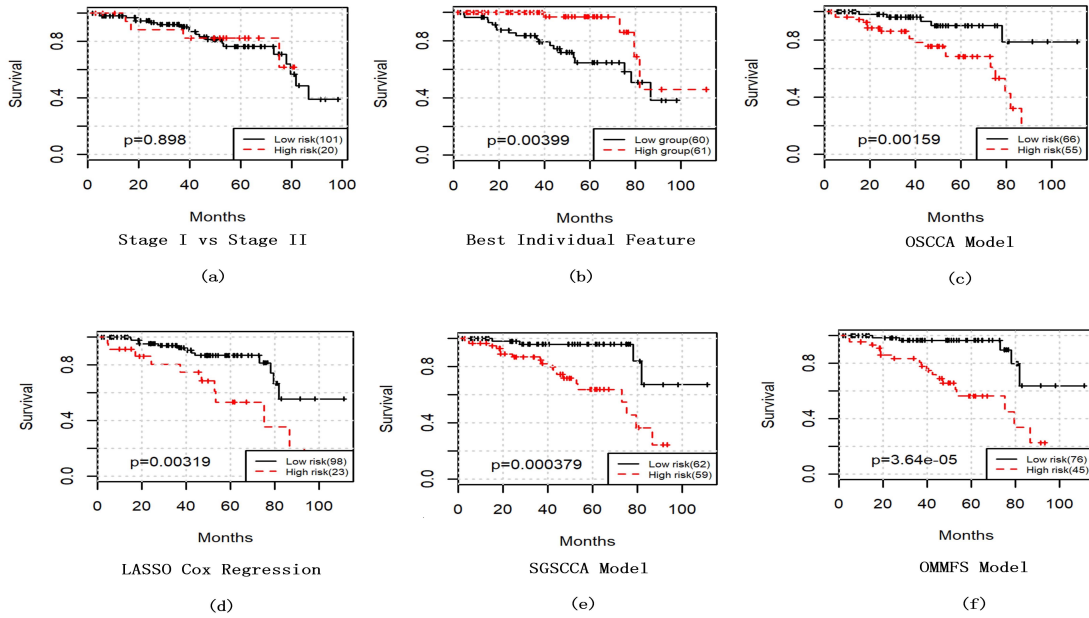 Survival
0.8
0.4
0.0
p=0.898
Low risk(101)
High risk(20)
0 20 40 60 80 100
Months
Stage I vs Stage II
(a)
Survival
0.8
0.4
0.0
p=0.00399
Low group(60)
High group(61)
0 20 40 60 80 100
Months
Best Individual Feature
(b)
Survival
0.8
0.4
0.0
p=0.00159
Low risk(66)
High risk(55)
0 20 40 60 80 100
Months
OSCCA Model
(c)
Survival
0.8
0.4
0.0
p=0.00319
Low risk(98)
High risk(23)
0 20 40 60 80 100
Months
LASSO Cox Regression
(d)
Survival
0.8
0.4
0.0
p=0.000379
Low risk(62)
High risk(59)
0 20 40 60 80 100
Months
SGSCCA Model
(e)
Survival
0.8
0.4
0.0
p=3.64e-05
Low risk(76)
High risk(45)
0 20 40 60 80 100
Months
OMMFS Model
(f)